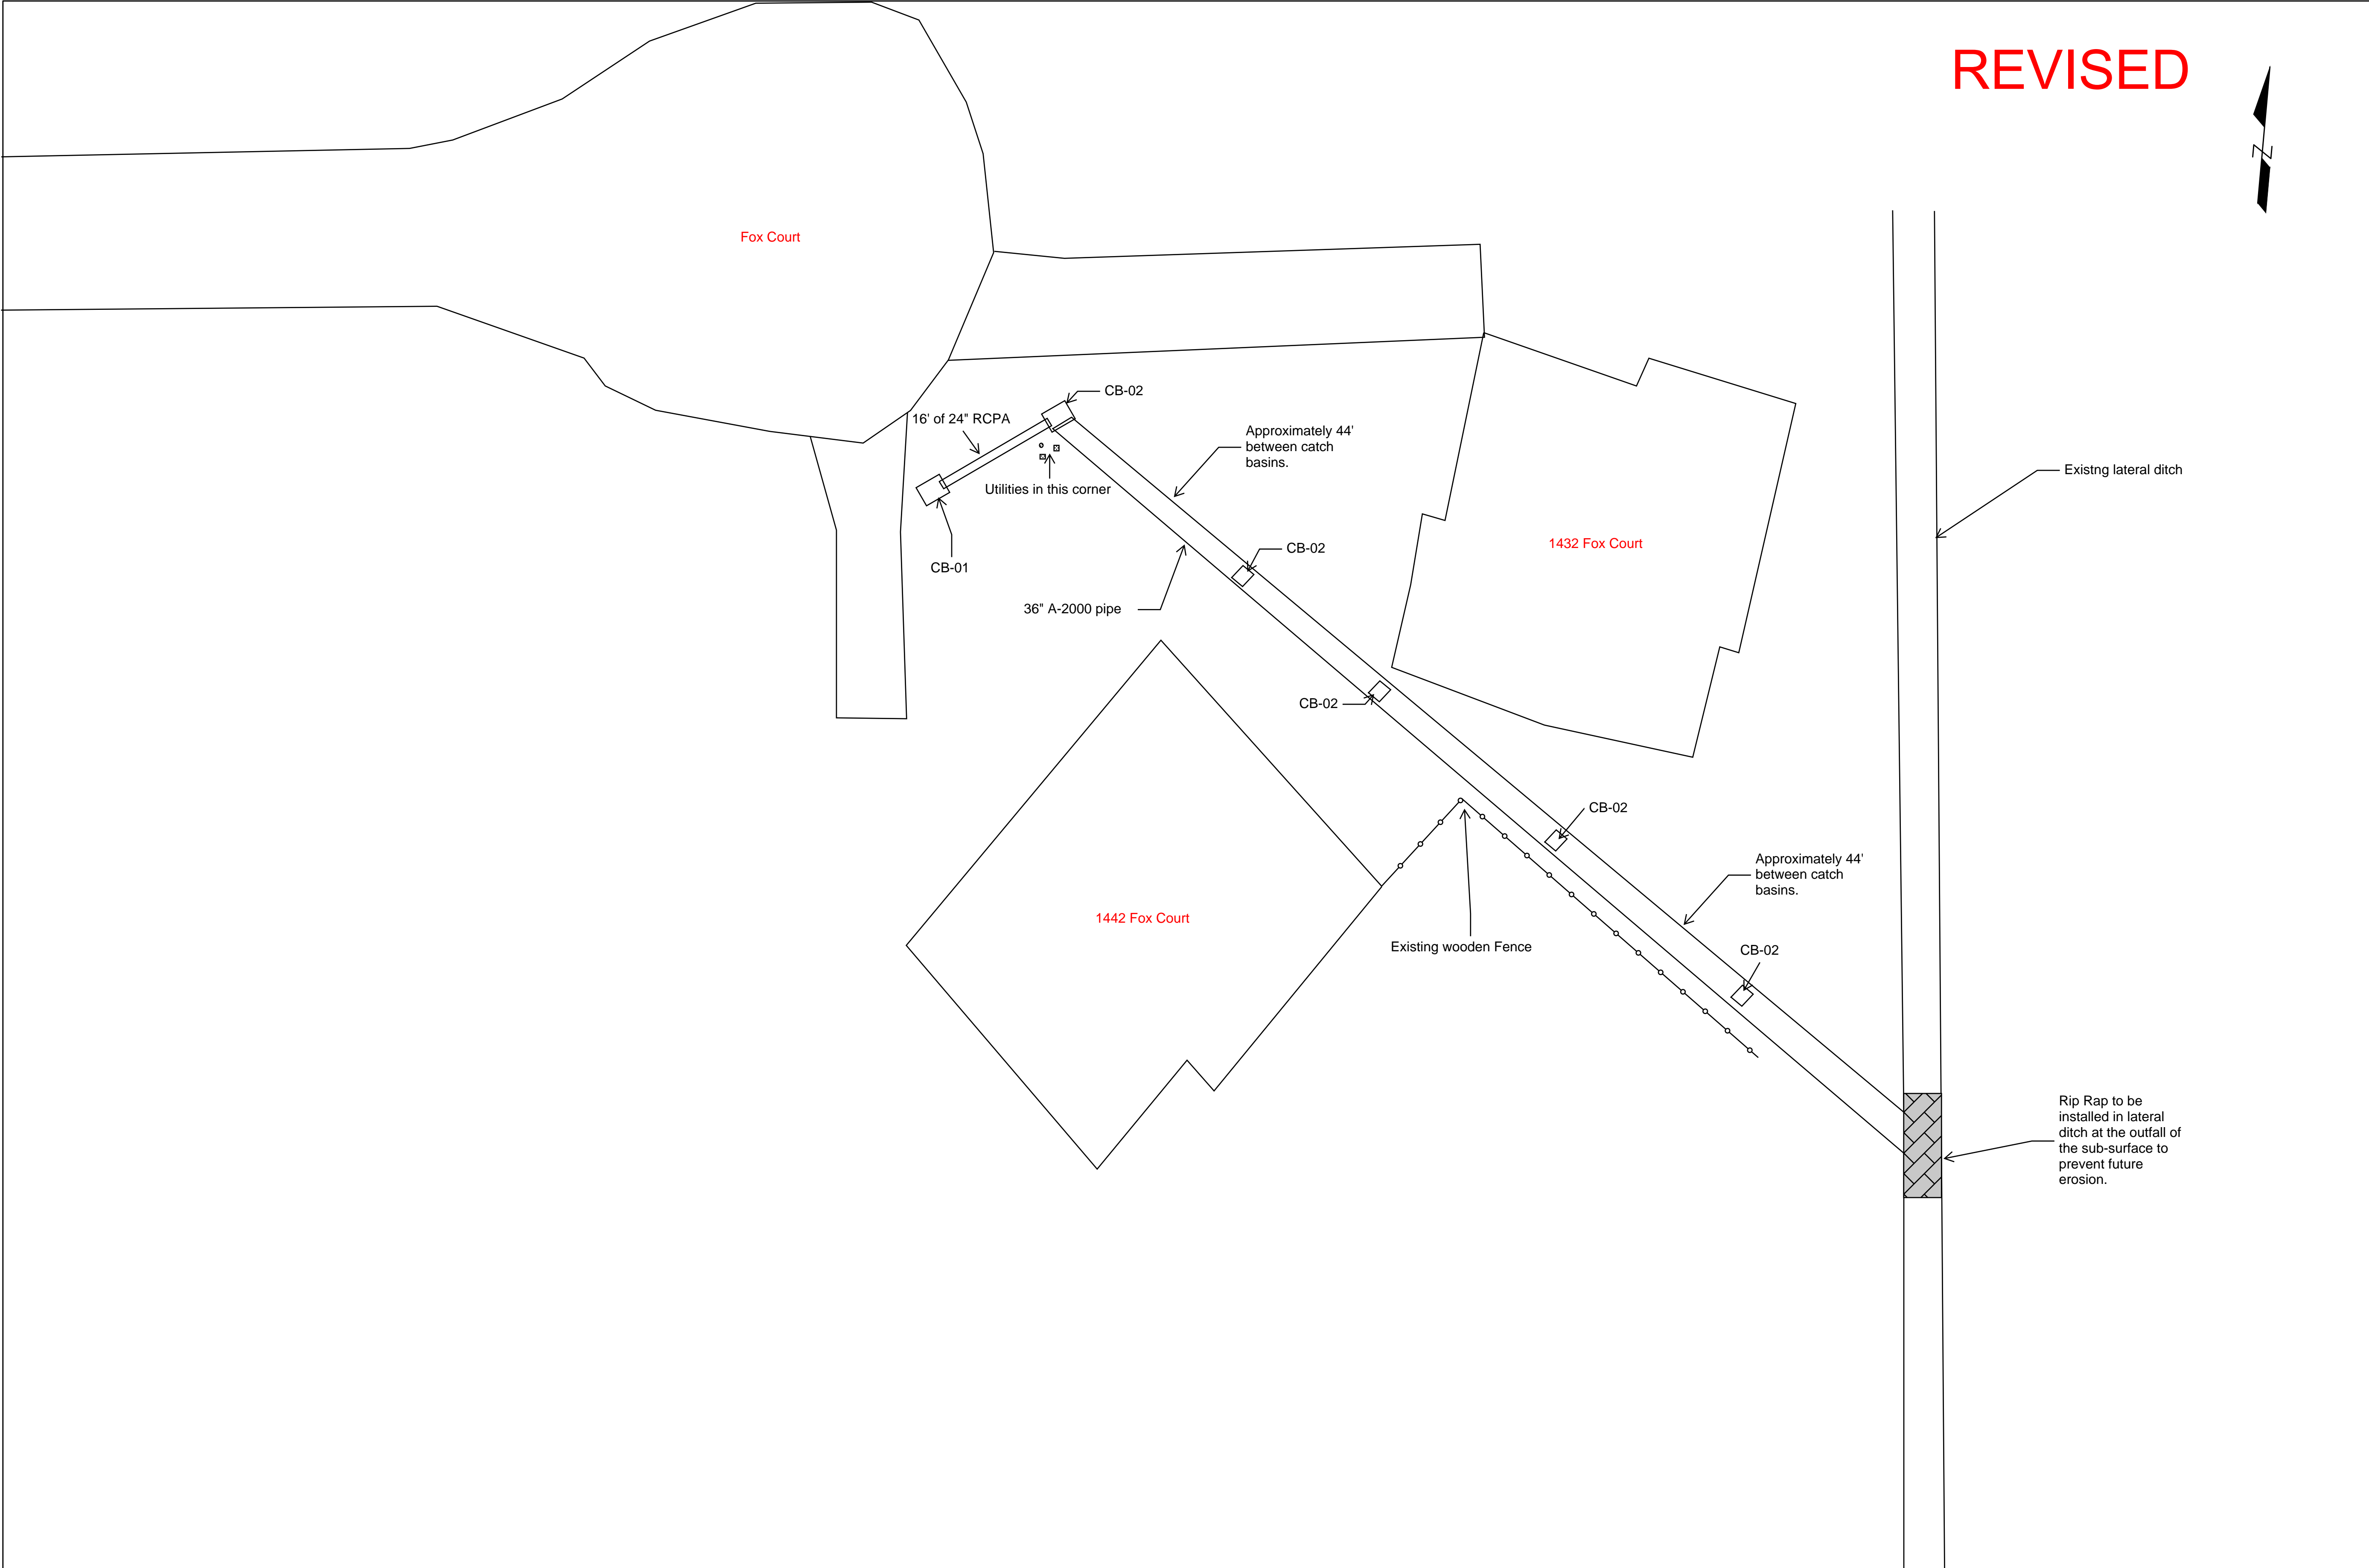 REVISED
N
Fox Court
CB-02
16' of 24" RCPA
Approximately 44'
between catch
basins.
Existng lateral ditch
Utilities in this corner
1432 Fox Court
CB-02
CB-01
36" A-2000 pipe
CB-02
CB-02
Approximately 44'
between catch
basins.
1442 Fox Court
Existing wooden Fence
CB-02
Rip Rap to be
installed in lateral
ditch at the outfall of
the sub-surface to
prevent future
erosion.